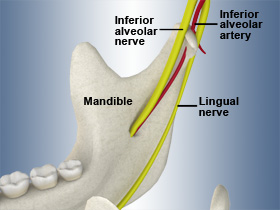 Inferior
alveolar
nerve
Inferior
alveolar
artery
Mandible
Lingual
nerve